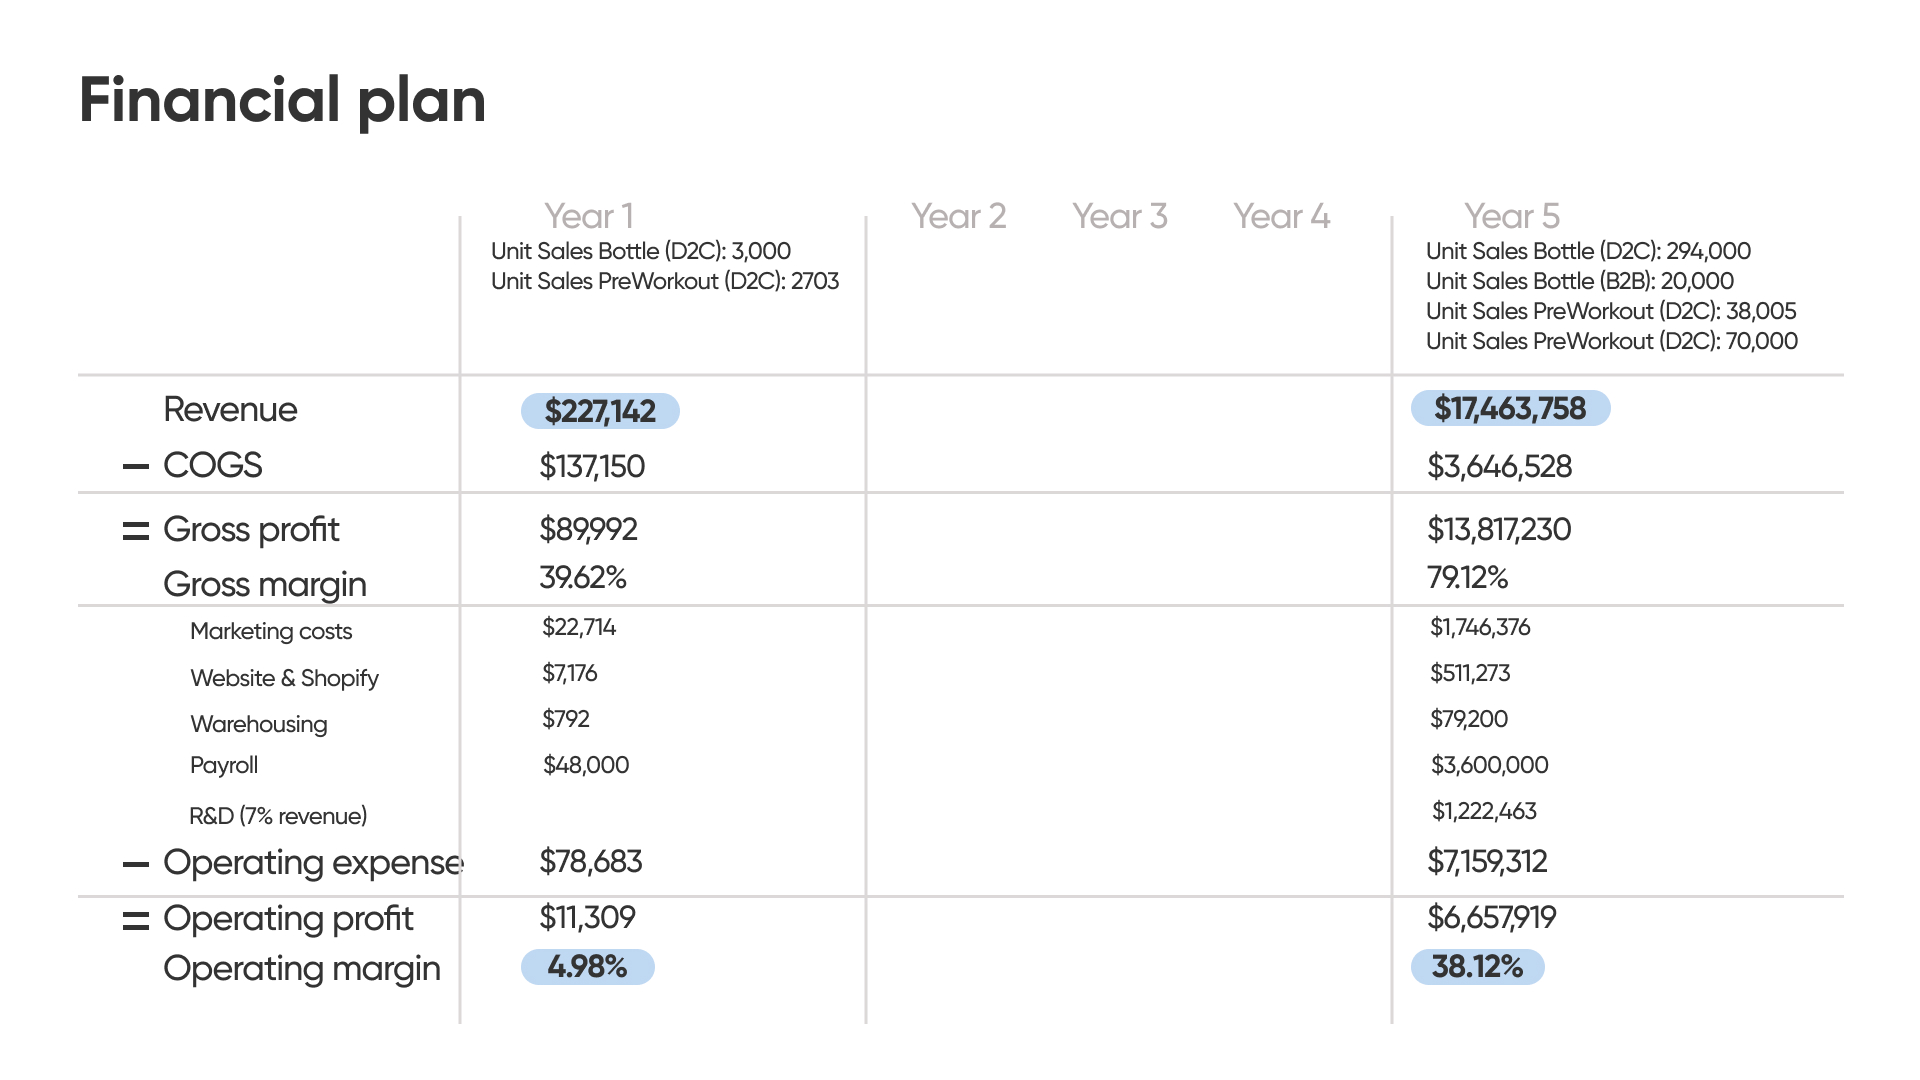 Financial plan
Year 1 Year 2 Year 3 Year 4 Year 5
Unit Sales Bottle (D2C): 3,000
Unit Sales PreWorkout (D2C): 2703
Unit Sales Bottle (D2C): 294,000
Unit Sales Bottle (B2B): 20,000
Unit Sales PreWorkout (D2C): 38,005
Unit Sales PreWorkout (D2C): 70,000
Revenue $227,142 $17,463,758
– COGS $137,150 $3,646,528
= Gross profit $89,992 $13,817,230
Gross margin 39.62% 79.12%
Marketing costs $22,714 $1,746,376
Website & Shopify $7,176 $511,273
Warehousing $792 $79,200
Payroll $48,000 $3,600,000
R&D (7% revenue) $1,222,463
– Operating expense $78,683 $7,159,312
= Operating profit $11,309 $6,657,919
Operating margin 4.98% 38.12%